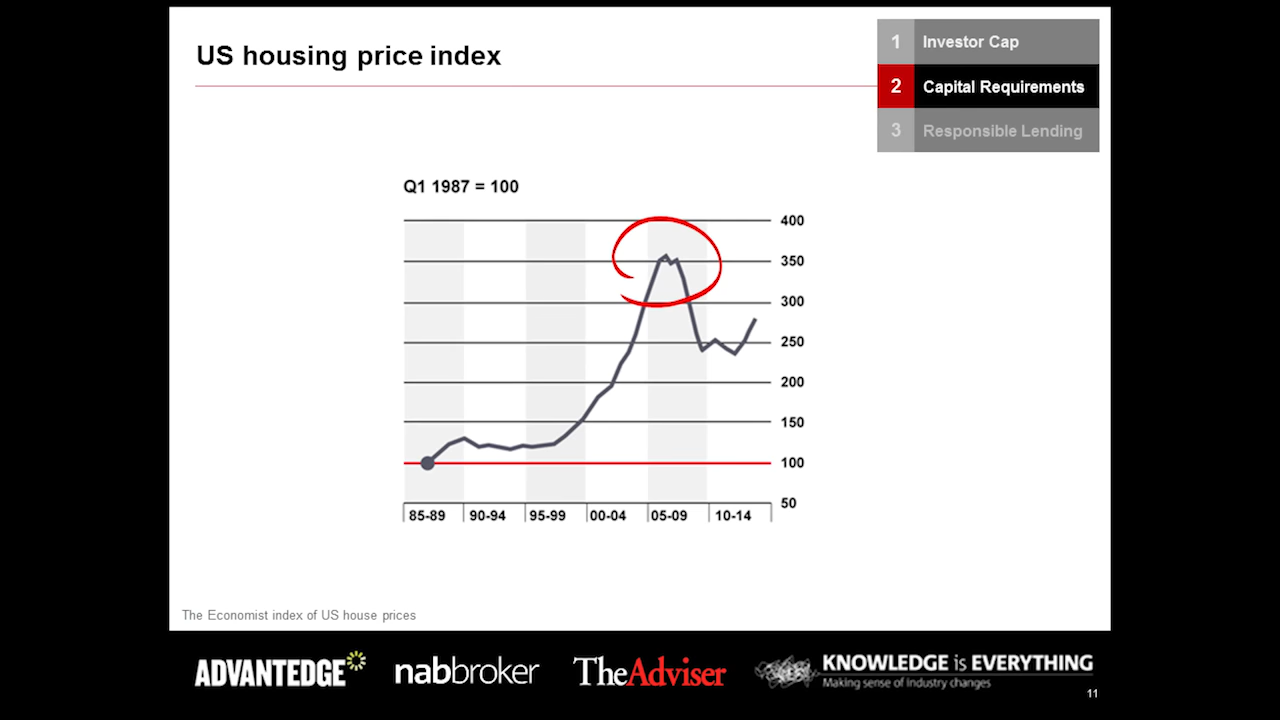 US housing price index
1 Investor Cap
2 Capital Requirements
3 Responsible Lending
Q1 1987 = 100
400
350
300
250
200
150
100
50
85-89 90-94 95-99 00-04 05-09 10-14
The Economist index of US house prices
ADVANTEDGE nabbroker TheAdviser KNOWLEDGE is EVERYTHING
Making sense of industry changes
11